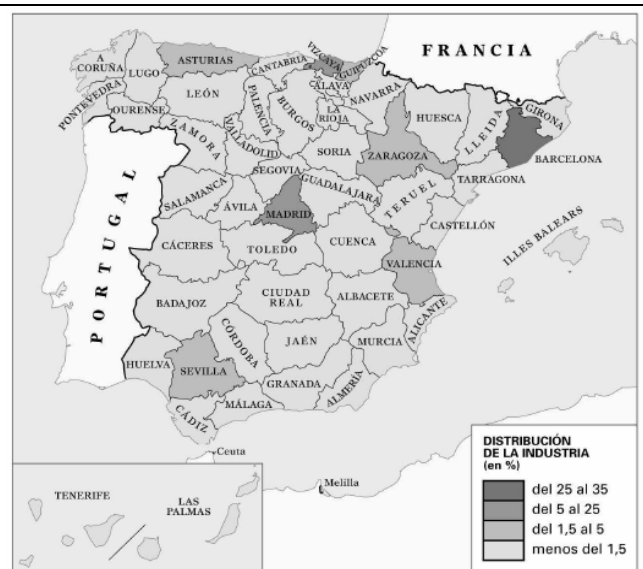 FRANCIA
A CORUÑA
LUGO
ASTURIAS
CANTABRIA
VIZCAYA
GUIPUZCOA
ÁLAVA
NAVARRA
PONTEVEDRA
OURENSE
LEÓN
PALENCIA
BURGOS
LA RIOJA
HUESCA
LLEIDA
GIRONA
BARCELONA
ZAMORA
VALLADOLID
SORIA
ZARAGOZA
TARRAGONA
SEGOVIA
SALAMANCA
ÁVILA
MADRID
GUADALAJARA
TERUEL
CASTELLÓN
PORTUGAL
CÁCERES
TOLEDO
CUENCA
VALENCIA
ILLES BALEARS
BADAJOZ
CIUDAD REAL
ALBACETE
ALICANTE
HUELVA
SEVILLA
CÓRDOBA
JAÉN
MURCIA
CÁDIZ
MÁLAGA
GRANADA
ALMERÍA
Ceuta
Melilla
TENERIFE
LAS PALMAS
DISTRIBUCIÓN
DE LA INDUSTRIA
(en %)
del 25 al 35
del 5 al 25
del 1,5 al 5
menos del 1,5